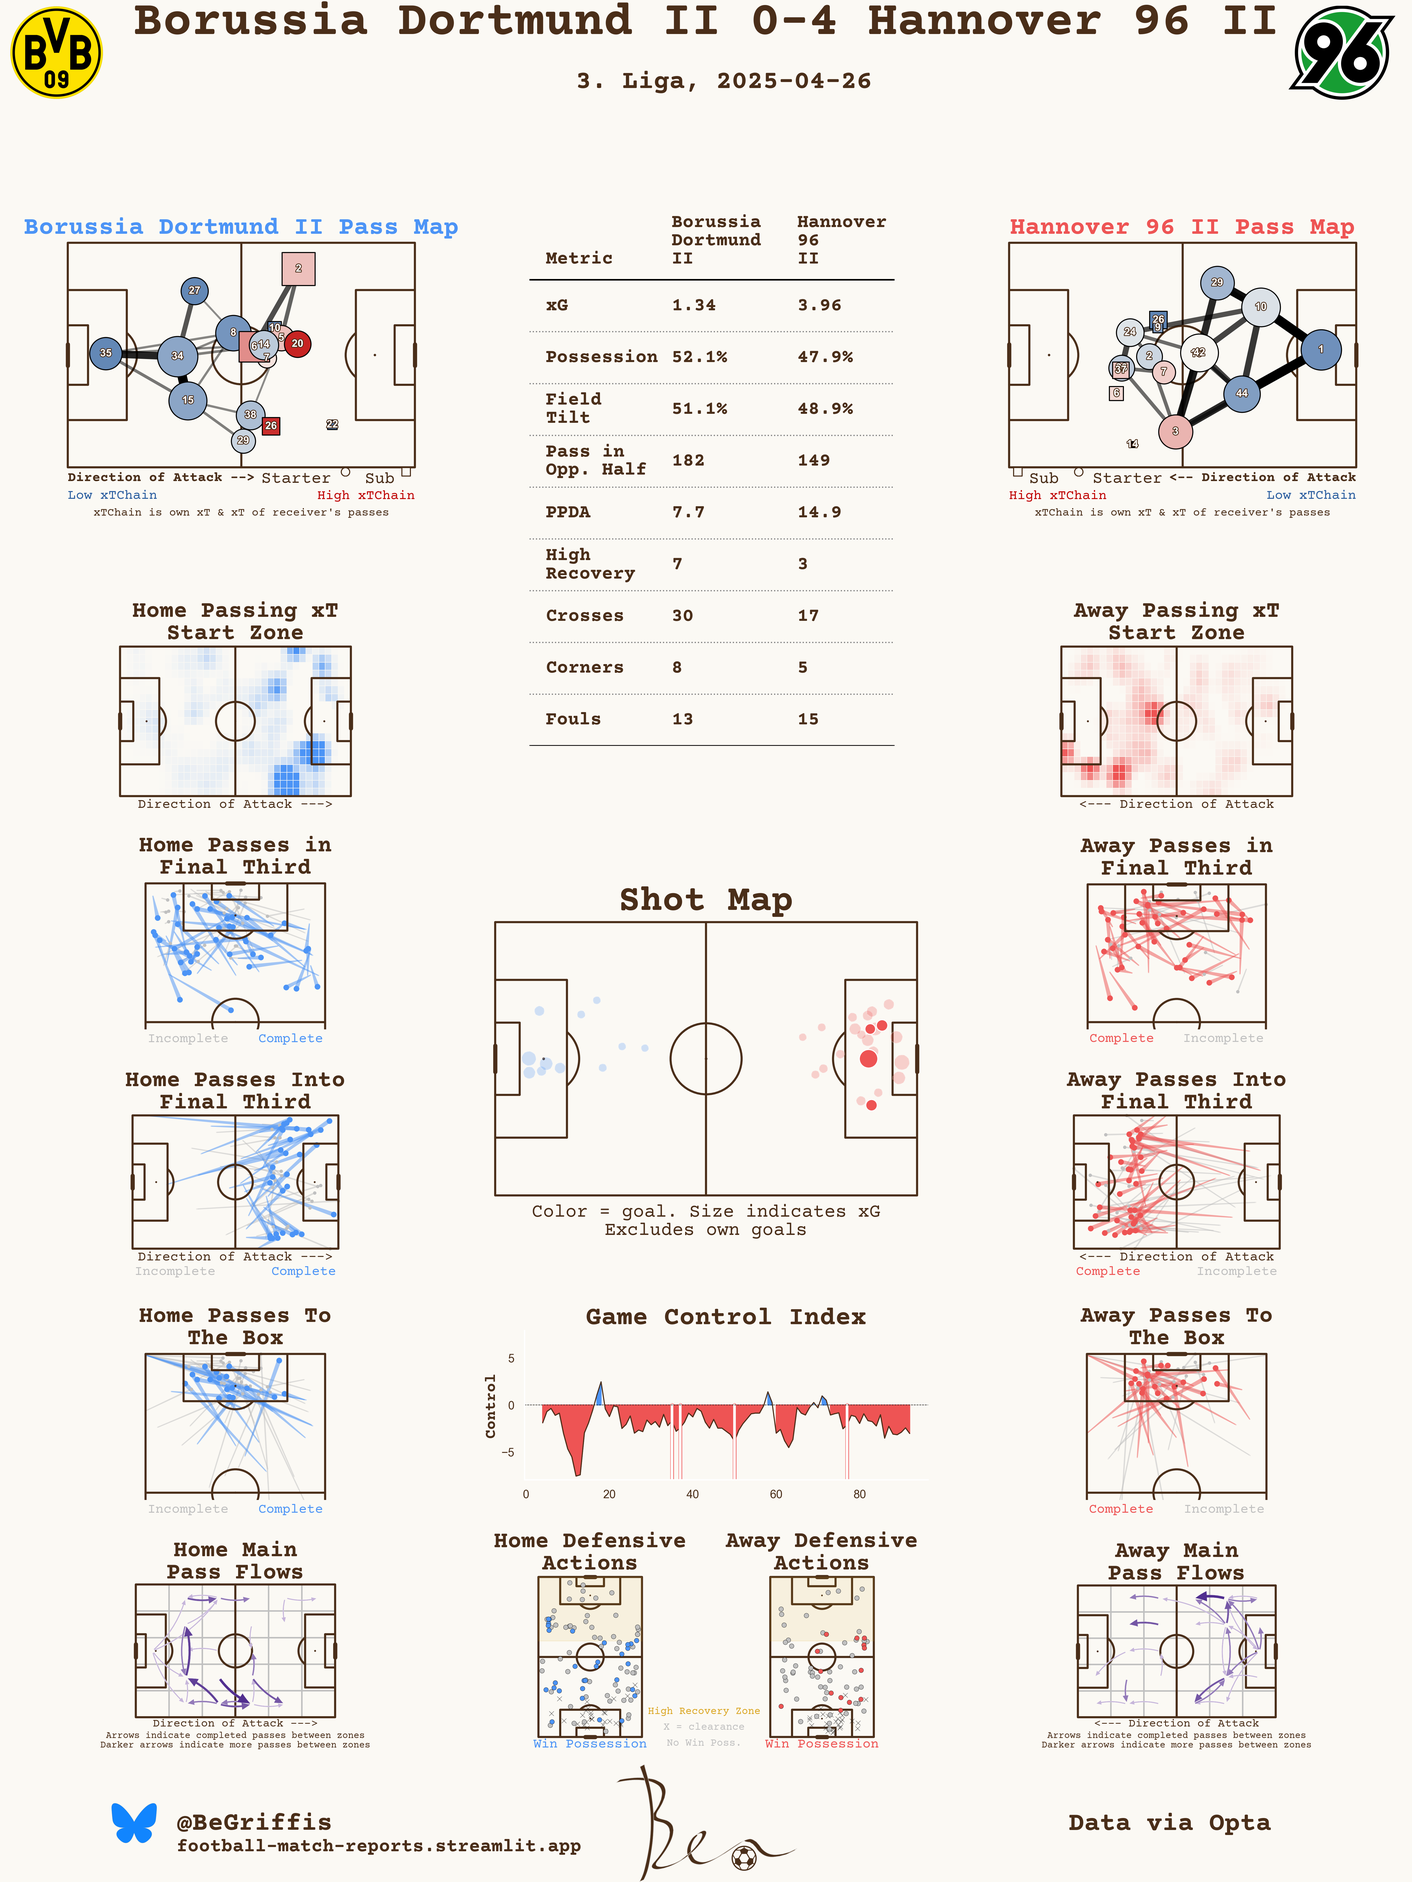 Borussia Dortmund II 0-4 Hannover 96 II
3. Liga, 2025-04-26
BVB
09
96
Borussia Dortmund II Pass Map
2
27
8
10
5
6
14
20
7
35
34
15
38
26
29
22
Direction of Attack --> Starter Sub
Low xTChain High xTChain
xTChain is own xT & xT of receiver's passes
Metric Borussia Dortmund II Hannover 96 II
xG 1.34 3.96
Possession 52.1% 47.9%
Field Tilt 51.1% 48.9%
Pass in Opp. Half 182 149
PPDA 7.7 14.9
High Recovery 7 3
Crosses 30 17
Corners 8 5
Fouls 13 15
Hannover 96 II Pass Map
29
10
26
9
24
2
42
1
37
7
6
44
3
14
Sub Starter <-- Direction of Attack
High xTChain Low xTChain
xTChain is own xT & xT of receiver's passes
Home Passing xT
Start Zone
Direction of Attack --->
Away Passing xT
Start Zone
<--- Direction of Attack
Home Passes in
Final Third
Incomplete Complete
Away Passes in
Final Third
Complete Incomplete
Shot Map
Color = goal. Size indicates xG
Excludes own goals
Home Passes Into
Final Third
Direction of Attack --->
Incomplete Complete
Away Passes Into
Final Third
<--- Direction of Attack
Complete Incomplete
Home Passes To
The Box
Incomplete Complete
Game Control Index
Control
5
0
−5
0 20 40 60 80
Away Passes To
The Box
Complete Incomplete
Home Main
Pass Flows
Direction of Attack --->
Arrows indicate completed passes between zones
Darker arrows indicate more passes between zones
Home Defensive
Actions
Win Possession
Away Defensive
Actions
Win Possession
High Recovery Zone
X = clearance
No Win Poss.
Away Main
Pass Flows
<--- Direction of Attack
Arrows indicate completed passes between zones
Darker arrows indicate more passes between zones
@BeGriffis
football-match-reports.streamlit.app
Ben
Data via Opta